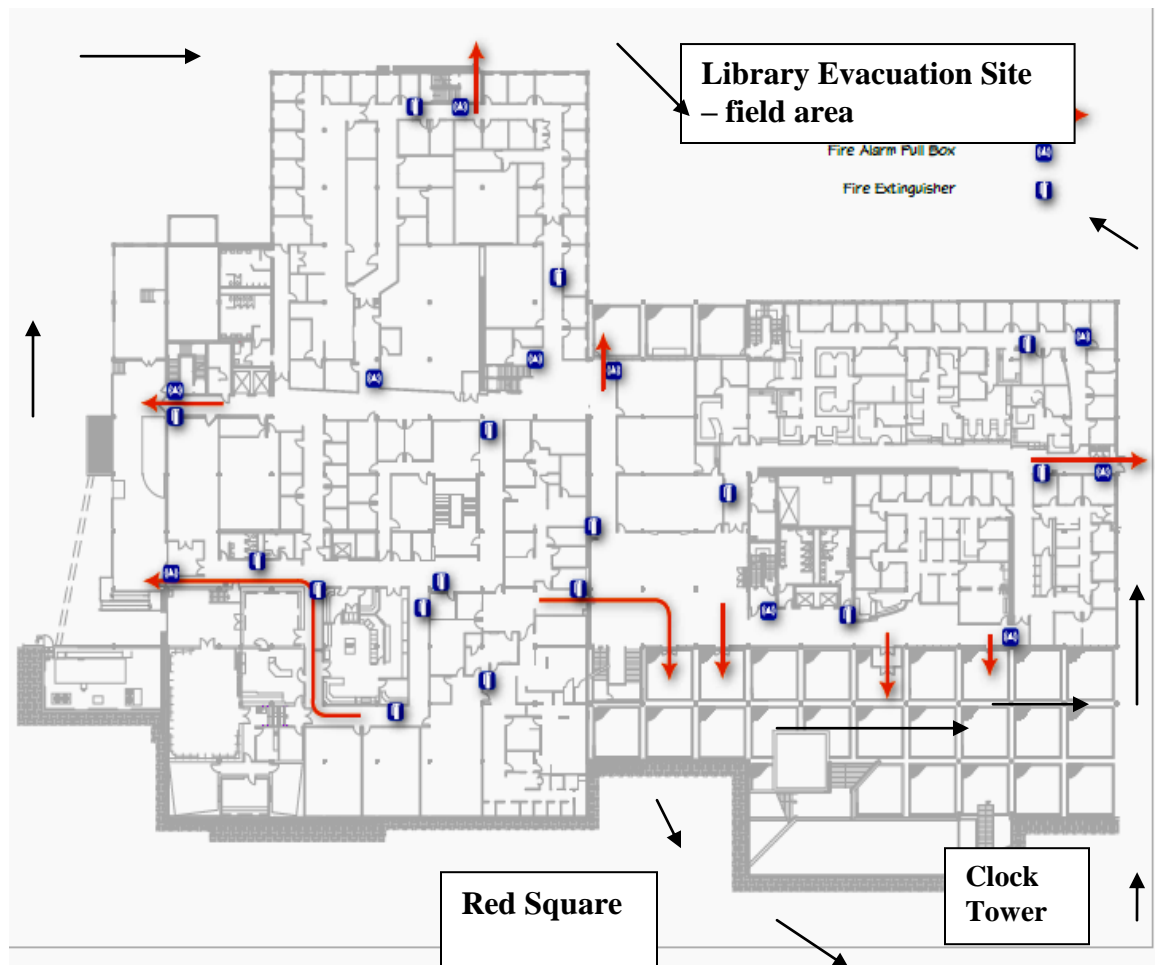 Library Evacuation Site
– field area
Fire Alarm Pull Box
Fire Extinguisher
Red Square
Clock
Tower